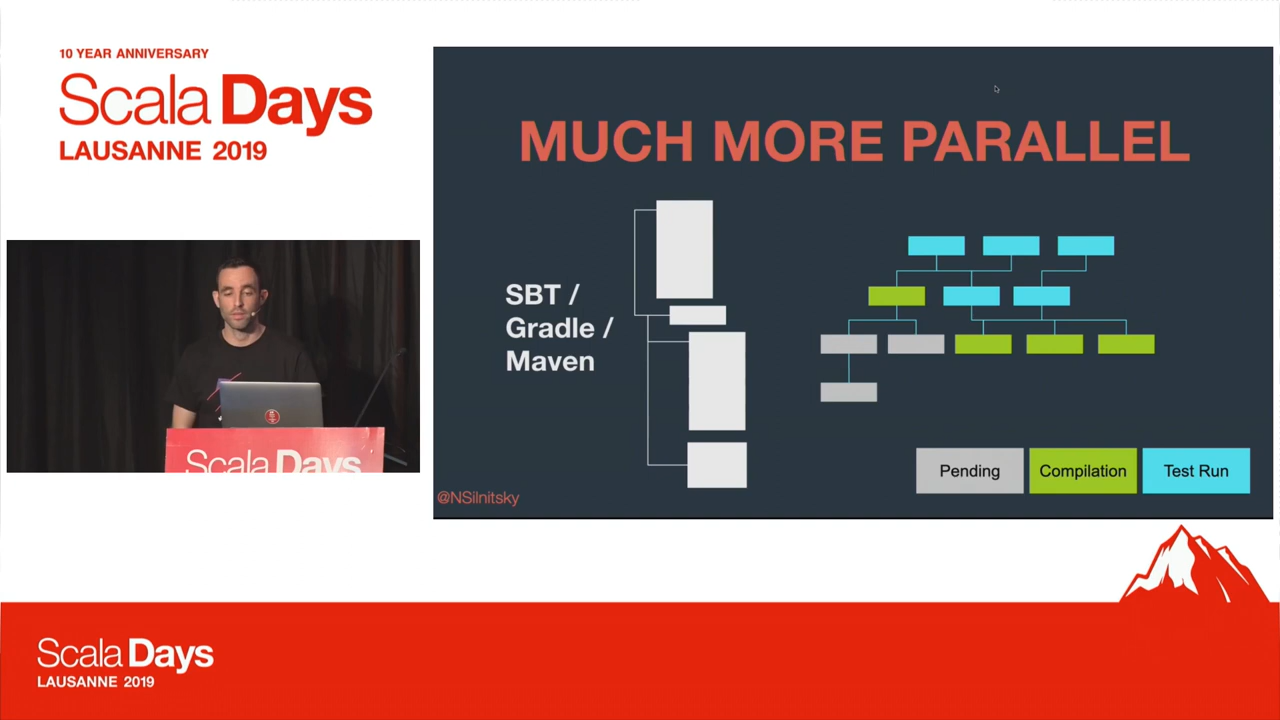 10 YEAR ANNIVERSARY
Scala Days
LAUSANNE 2019
MUCH MORE PARALLEL
SBT /
Gradle /
Maven
Pending
Compilation
Test Run
@NSilnitsky
Scala Days
Scala Days
LAUSANNE 2019